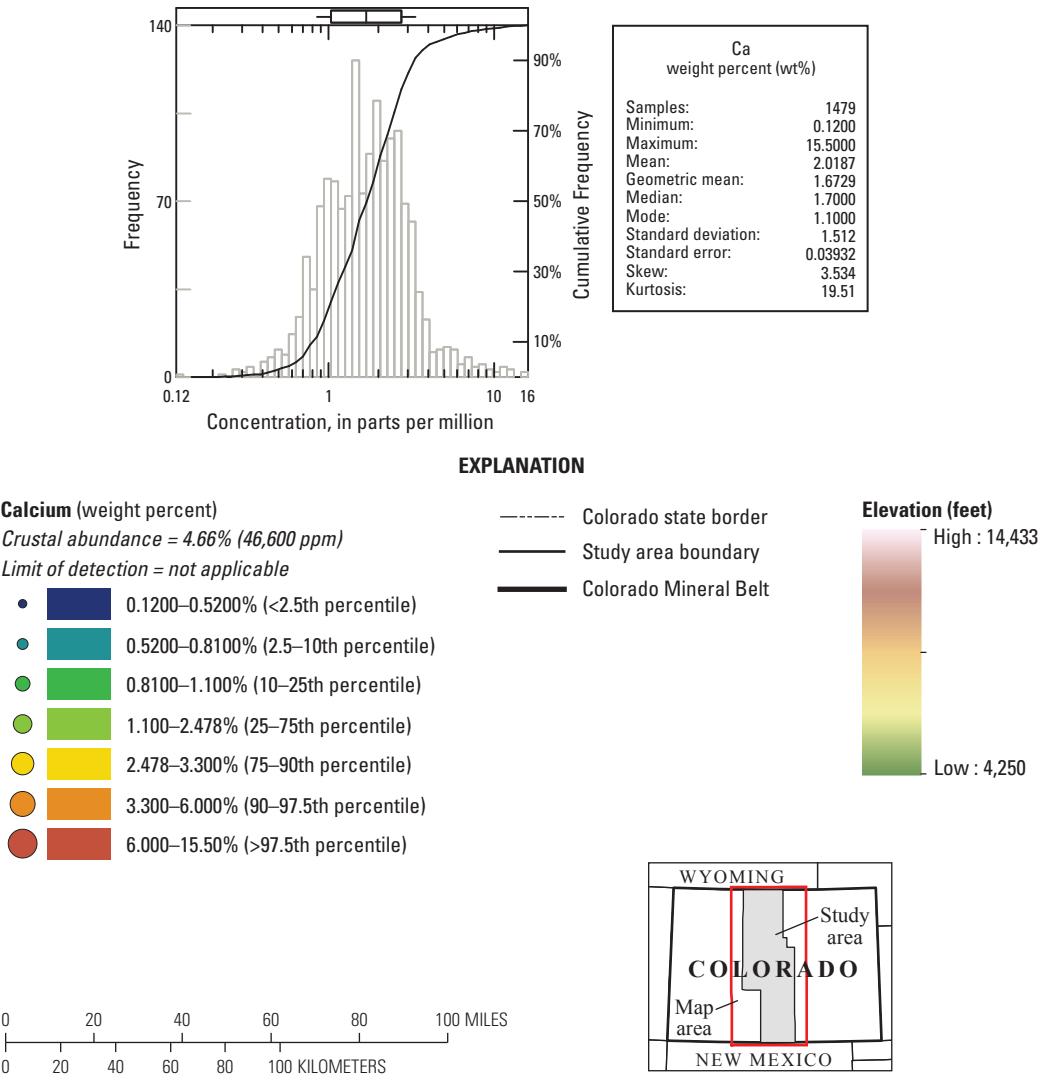 140
70
0
Frequency
90%
70%
50%
30%
10%
Cumulative Frequency
0.12
1
10
16
Concentration, in parts per million
Ca
weight percent (wt%)
Samples: 1479
Minimum: 0.1200
Maximum: 15.5000
Mean: 2.0187
Geometric mean: 1.6729
Median: 1.7000
Mode: 1.1000
Standard deviation: 1.512
Standard error: 0.03932
Skew: 3.534
Kurtosis: 19.51
EXPLANATION
Calcium (weight percent)
Crustal abundance = 4.66% (46,600 ppm)
Limit of detection = not applicable
0.1200–0.5200% (<2.5th percentile)
0.5200–0.8100% (2.5–10th percentile)
0.8100–1.100% (10–25th percentile)
1.100–2.478% (25–75th percentile)
2.478–3.300% (75–90th percentile)
3.300–6.000% (90–97.5th percentile)
6.000–15.50% (>97.5th percentile)
Colorado state border
Study area boundary
Colorado Mineral Belt
Elevation (feet)
High : 14,433
Low : 4,250
WYOMING
Study
area
COLORADO
Map
area
NEW MEXICO
0 20 40 60 80 100 MILES
0 20 40 60 80 100 KILOMETERS